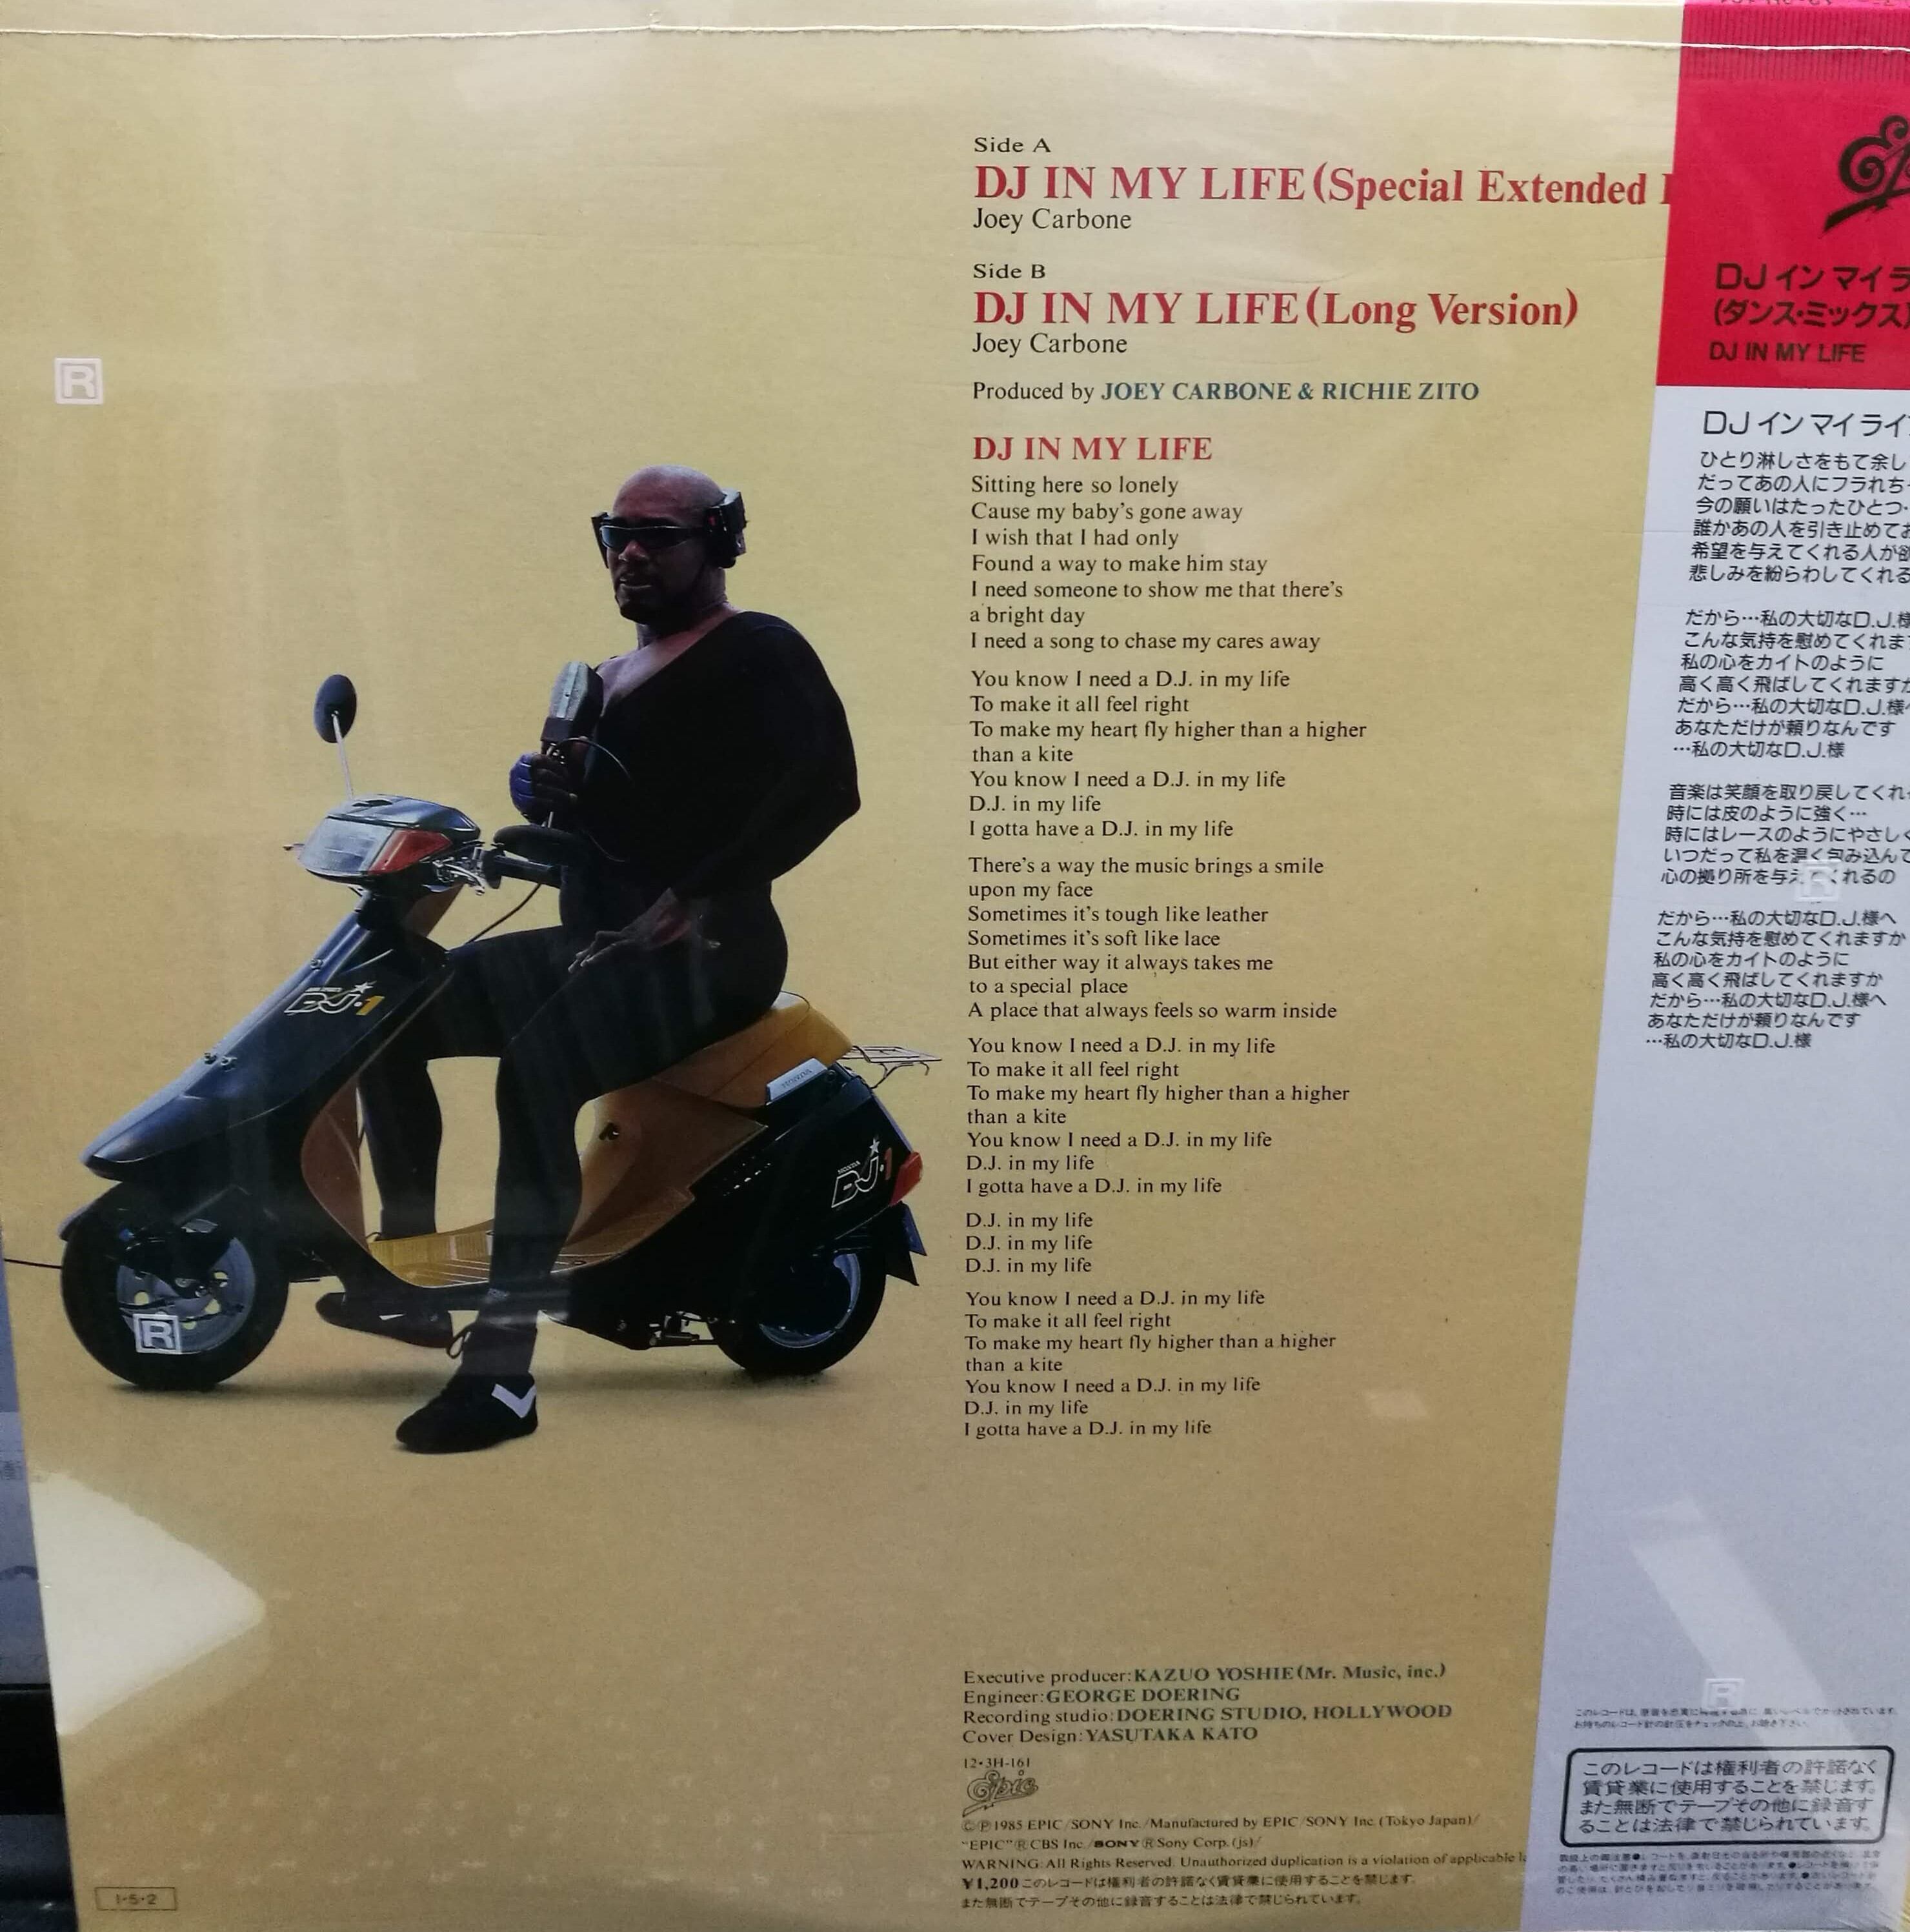 Side A
DJ IN MY LIFE (Special Extended
Joey Carbone
Side B
DJ IN MY LIFE (Long Version)
Joey Carbone
Produced by JOEY CARBONE & RICHIE ZITO
DJ IN MY LIFE
Sitting here so lonely
Cause my baby's gone away
I wish that I had only
Found a way to make him stay
I need someone to show me that there's
a bright day
I need a song to chase my cares away
You know I need a D.J. in my life
To make it all feel right
To make my heart fly higher than a higher
than a kite
You know I need a D.J. in my life
D.J. in my life
I gotta have a D.J. in my life
There's a way the music brings a smile
upon my face
Sometimes it's tough like leather
Sometimes it's soft like lace
But either way it always takes me
to a special place
A place that always feels so warm inside
You know I need a D.J. in my life
To make it all feel right
To make my heart fly higher than a higher
than a kite
You know I need a D.J. in my life
D.J. in my life
I gotta have a D.J. in my life
D.J. in my life
D.J. in my life
D.J. in my life
You know I need a D.J. in my life
To make it all feel right
To make my heart fly higher than a higher
than a kite
You know I need a D.J. in my life
D.J. in my life
I gotta have a D.J. in my life
Executive producer: KAZUO YOSHIE (Mr. Music, inc.)
Engineer: GEORGE DOERING
Recording studio: DOERING STUDIO, HOLLYWOOD
Cover Design: YASUTAKA KATO
12・3H-161
Epic
©℗1985 EPIC/SONY Inc./Manufactured by EPIC/SONY Inc. (Tokyo Japan)/
"EPIC"® CBS Inc./SONY® Sony Corp. (js)/
WARNING: All Rights Reserved. Unauthorized duplication is a violation of applicable
¥1,200 このレコードは権利者の許諾なく賃貸業に使用することを禁じます。
また無断でテープその他に録音することは法律で禁じられています。
R
DJ-1
HONDA
HONDA
DJ・1
R
1・5・2
DJ イン マイ ラ
(ダンス・ミックス)
DJ IN MY LIFE
DJ イン マイ ライ
ひとり淋しさをもて余し
だってあの人にフラれち
今の願いはたったひとつ
誰かあの人を引き止めてお
希望を与えてくれる人が欲
悲しみを紛らわしてくれる
だから…私の大切なD.J.様
こんな気持を慰めてくれま
私の心をカイトのように
高く高く飛ばしてくれますか
だから…私の大切なD.J.様へ
あなただけが頼りなんです
…私の大切なD.J.様
音楽は笑顔を取り戻してくれ
時には皮のように強く…
時にはレースのようにやさしく
いつだって私を温く包み込んで
心の拠り所を与えてくれるの
だから…私の大切なD.J.様へ
こんな気持を慰めてくれますか
私の心をカイトのように
高く高く飛ばしてくれますか
だから…私の大切なD.J.様へ
あなただけが頼りなんです
…私の大切なD.J.様
R
R
お持ちのレコード針の針圧をチェックの上、お聴き下さい。
このレコードは権利者の許諾なく
賃貸業に使用することを禁じます。
また無断でテープその他に録音す
ることは法律で禁じられています。